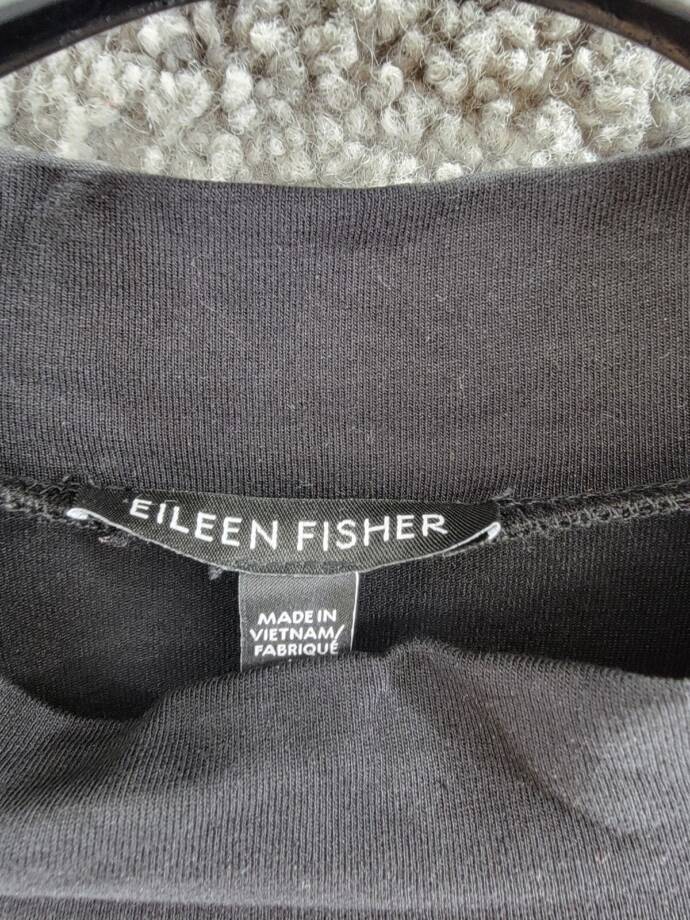 EILEEN FISHER
MADE IN
VIETNAM/
FABRIQUÉ